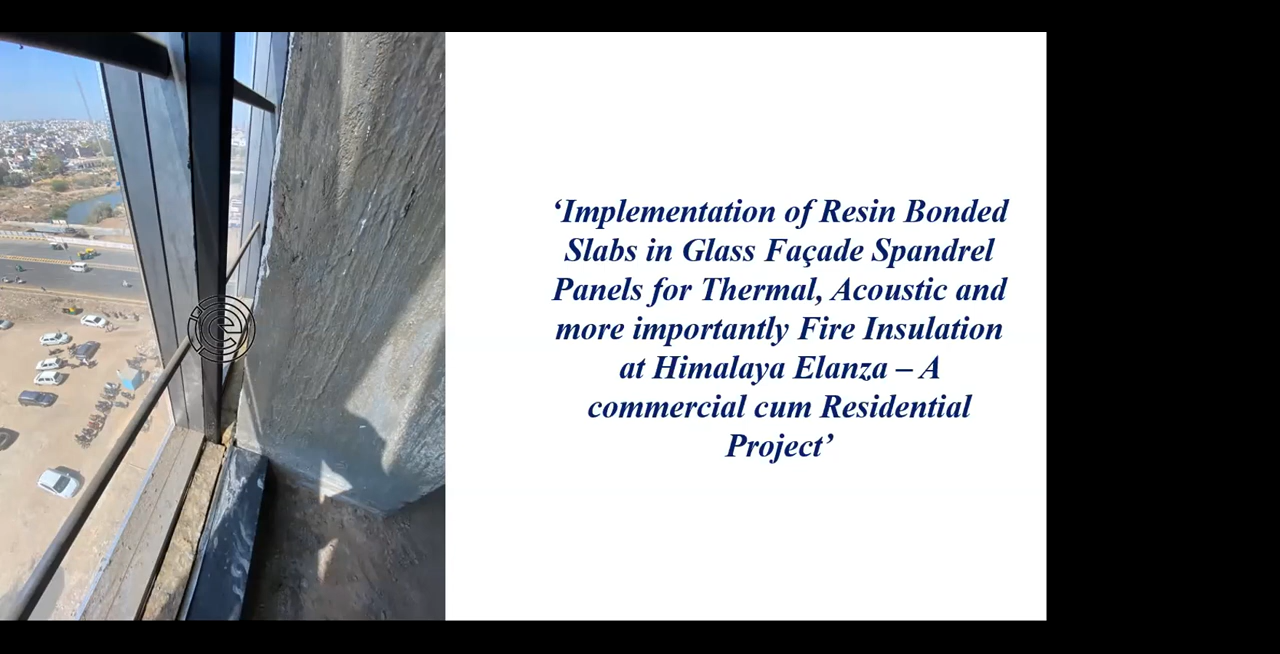 ‘Implementation of Resin Bonded
Slabs in Glass Façade Spandrel
Panels for Thermal, Acoustic and
more importantly Fire Insulation
at Himalaya Elanza – A
commercial cum Residential
Project’